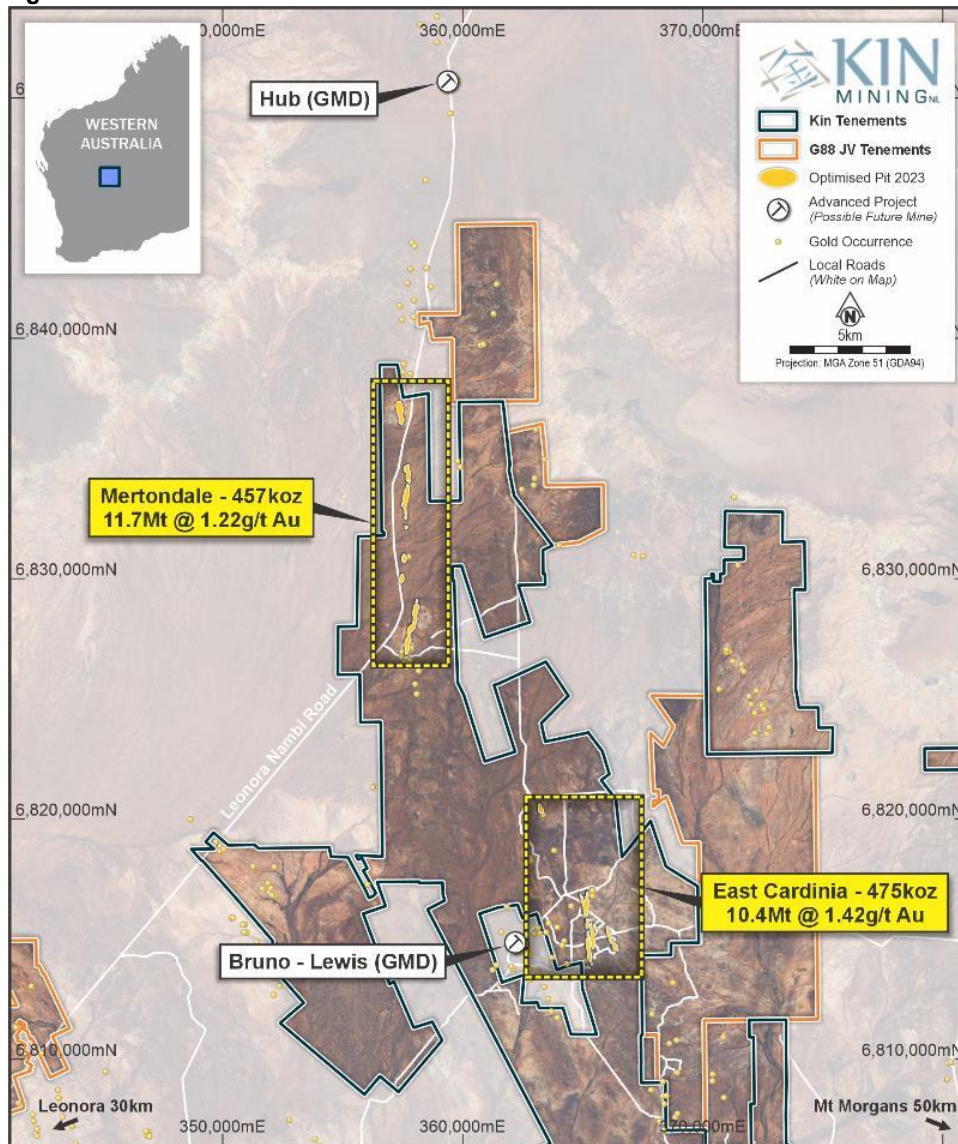 360,000mE
370,000mE
WESTERN
AUSTRALIA
Hub (GMD)
KIN
MINING NL
Kin Tenements
G88 JV Tenements
Optimised Pit 2023
Advanced Project
(Possible Future Mine)
Gold Occurrence
Local Roads
(White on Map)
N
5km
Projection: MGA Zone 51 (GDA94)
6,840,000mN
Mertondale - 457koz
11.7Mt @ 1.22g/t Au
6,830,000mN
6,830,000mN
Leonora Nambi Road
6,820,000mN
6,820,000mN
East Cardinia - 475koz
10.4Mt @ 1.42g/t Au
Bruno - Lewis (GMD)
6,810,000mN
6,810,000mN
Leonora 30km
Mt Morgans 50km
350,000mE
360,000mE
370,000mE